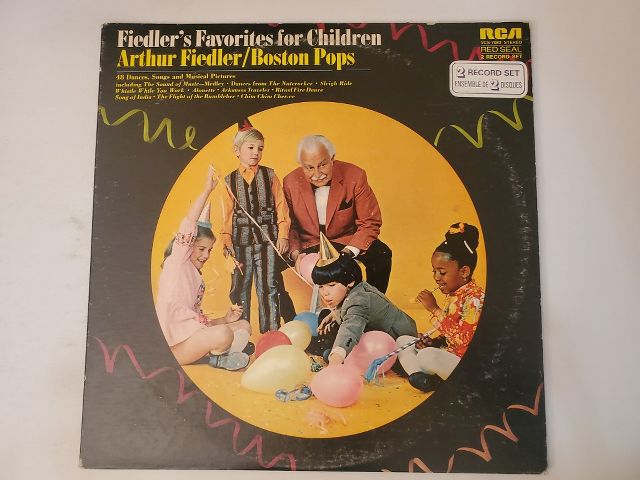 Fiedler's Favorites for Children
Arthur Fiedler/Boston Pops
48 Dances, Songs and Musical Pictures
including The Sound of Music—Medley • Dances from The Nutcracker • Sleigh Ride
Whistle While You Work • Alouette • Arkansas Traveler • Ritual Fire Dance
Song of India • The Flight of the Bumblebee • Chim Chim Cher-ee
RCA
STEREO
RED SEAL
2 RECORD SET
2 RECORD SET
ENSEMBLE DE 2 DISQUES